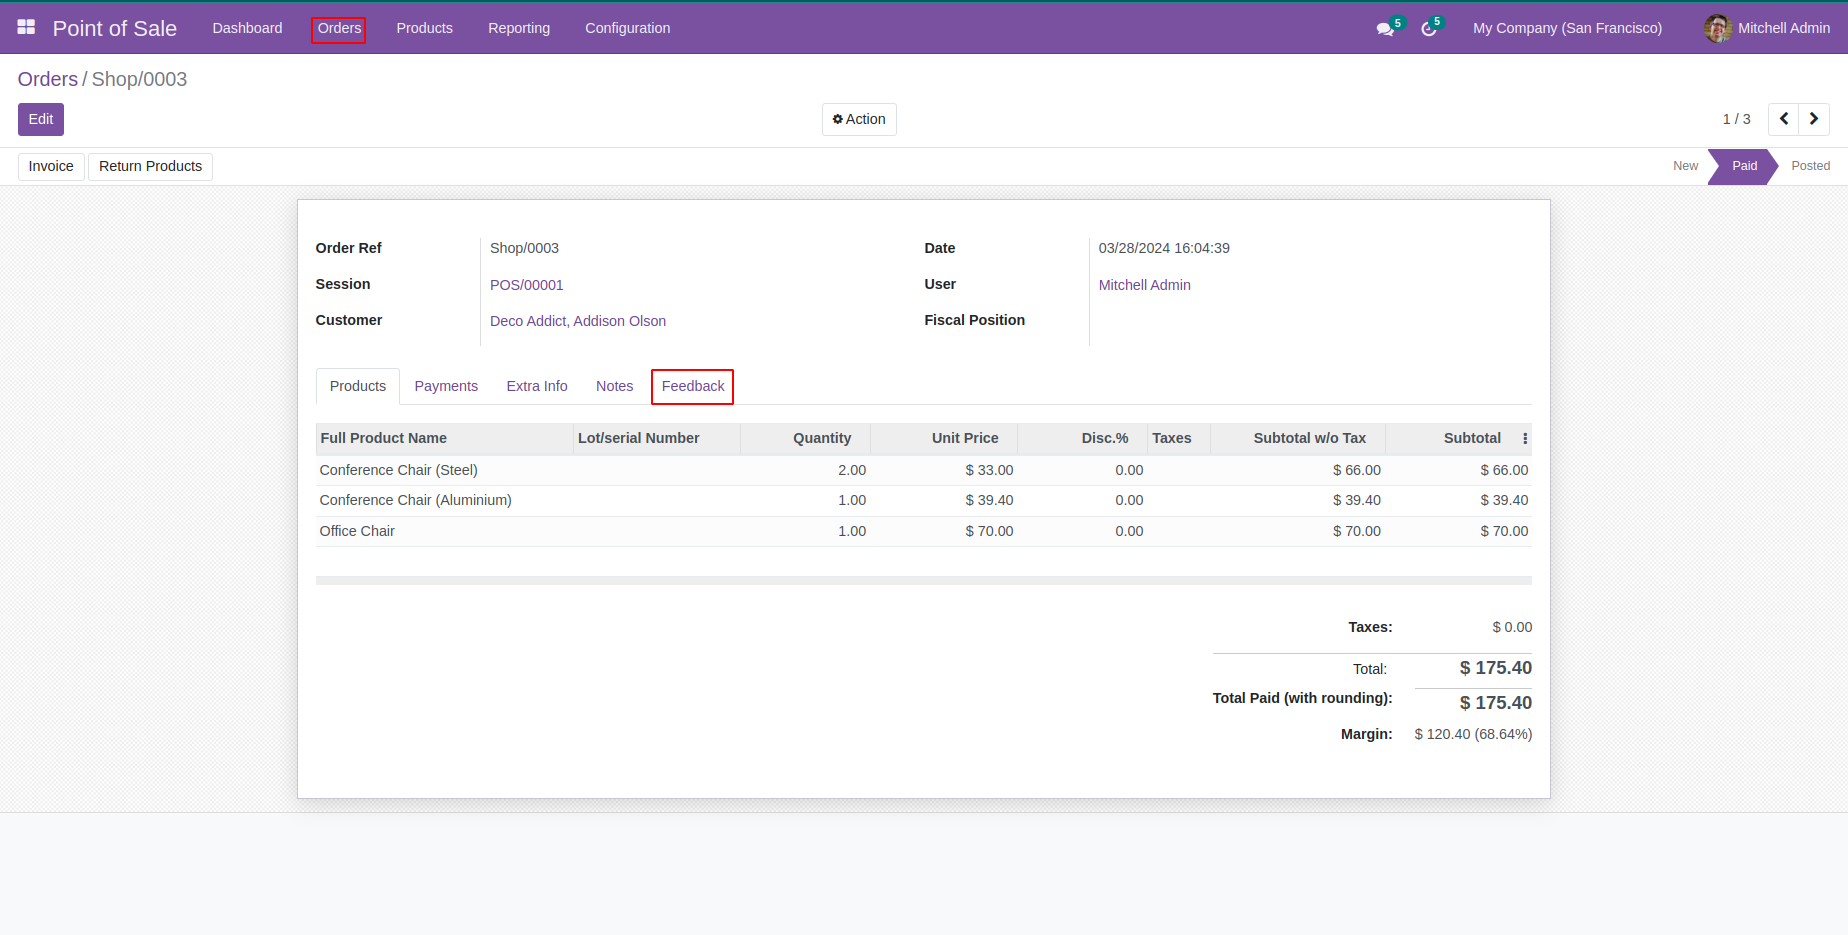 Point of Sale Dashboard Orders Products Reporting Configuration 5 5 My Company (San Francisco) Mitchell Admin
Orders / Shop/0003
Edit Action 1 / 3
Invoice Return Products New Paid Posted
Order Ref Shop/0003 Date 03/28/2024 16:04:39
Session POS/00001 User Mitchell Admin
Customer Deco Addict, Addison Olson Fiscal Position
Products Payments Extra Info Notes Feedback
Full Product Name Lot/serial Number Quantity Unit Price Disc.% Taxes Subtotal w/o Tax Subtotal
Conference Chair (Steel) 2.00 $ 33.00 0.00 $ 66.00 $ 66.00
Conference Chair (Aluminium) 1.00 $ 39.40 0.00 $ 39.40 $ 39.40
Office Chair 1.00 $ 70.00 0.00 $ 70.00 $ 70.00
Taxes: $ 0.00
Total: $ 175.40
Total Paid (with rounding): $ 175.40
Margin: $ 120.40 (68.64%)